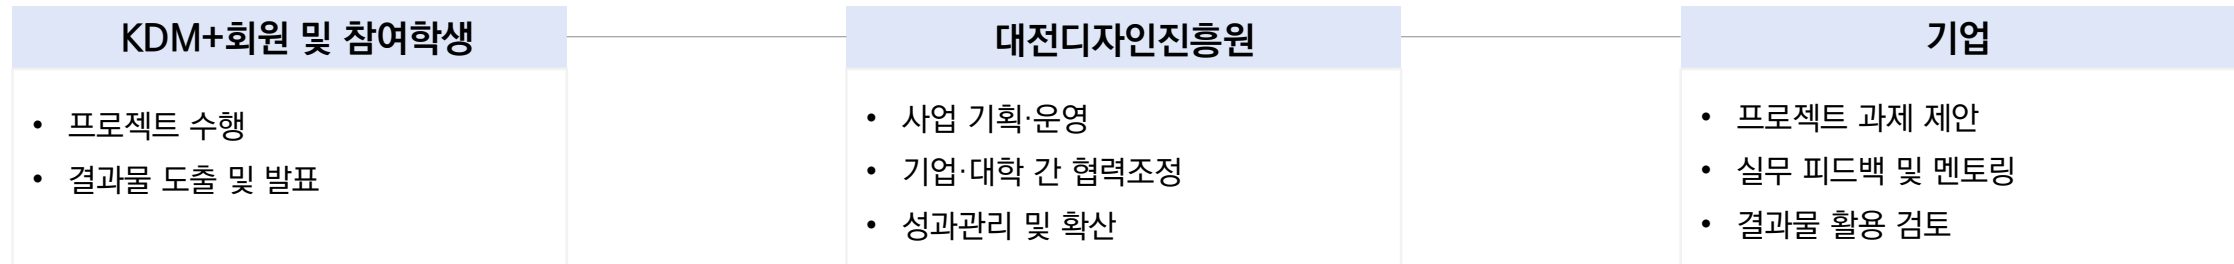 KDM+회원 및 참여학생
• 프로젝트 수행
• 결과물 도출 및 발표
대전디자인진흥원
• 사업 기획·운영
• 기업·대학 간 협력조정
• 성과관리 및 확산
기업
• 프로젝트 과제 제안
• 실무 피드백 및 멘토링
• 결과물 활용 검토